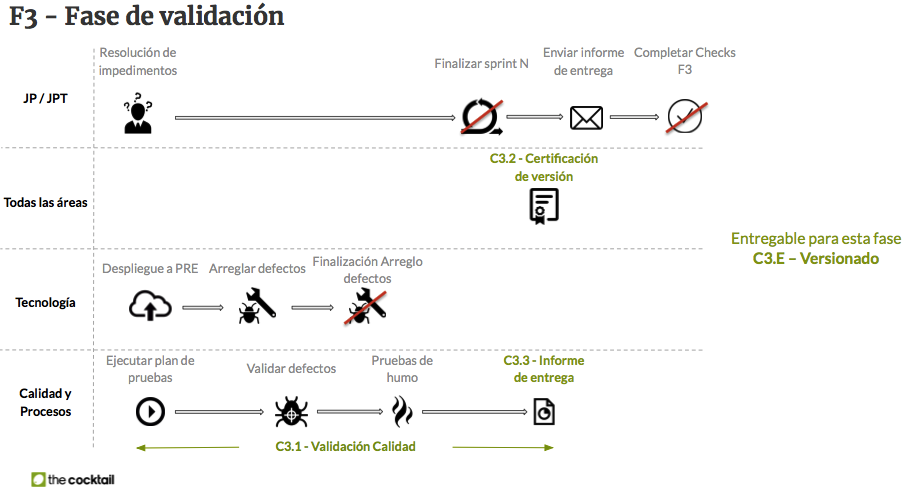 F3 - Fase de validación
Resolución de
impedimentos
Finalizar sprint N
Enviar informe
de entrega
Completar Checks
F3
JP / JPT
? ? ?
C3.2 - Certificación
de versión
Todas las áreas
Entregable para esta fase
C3.E – Versionado
Despliegue a PRE
Arreglar defectos
Finalización Arreglo
defectos
Tecnología
Ejecutar plan de
pruebas
Validar defectos
Pruebas de
humo
C3.3 - Informe
de entrega
Calidad y
Procesos
C3.1 - Validación Calidad
the cocktail